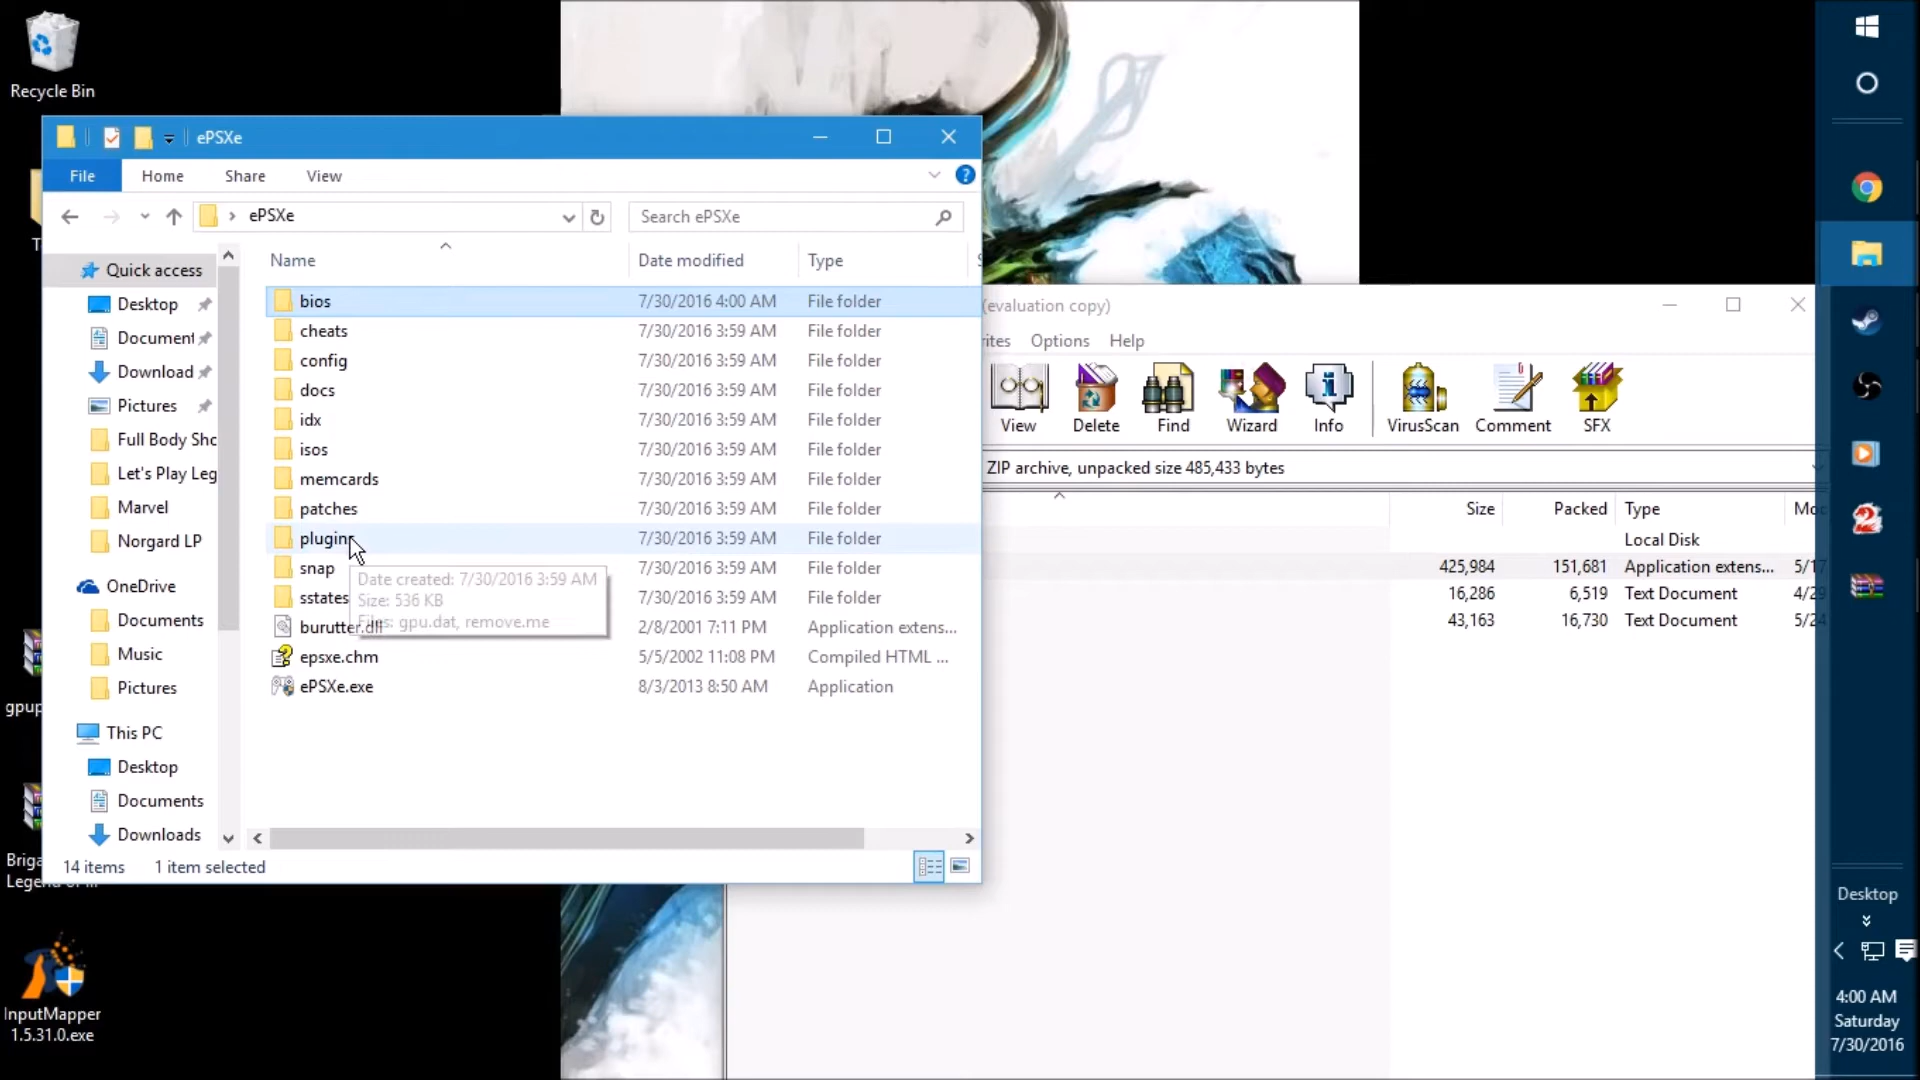 Recycle Bin
ePSXe
File
Home
Share
View
ePSXe
Search ePSXe
Name
Date modified
Type
Quick access
Desktop
Document
Download
Pictures
Full Body Sho
Let's Play Leg
Marvel
Norgard LP
OneDrive
Documents
Music
Pictures
This PC
Desktop
Documents
Downloads
bios 7/30/2016 4:00 AM File folder
cheats 7/30/2016 3:59 AM File folder
config 7/30/2016 3:59 AM File folder
docs 7/30/2016 3:59 AM File folder
idx 7/30/2016 3:59 AM File folder
isos 7/30/2016 3:59 AM File folder
memcards 7/30/2016 3:59 AM File folder
patches 7/30/2016 3:59 AM File folder
plugins 7/30/2016 3:59 AM File folder
snap 7/30/2016 3:59 AM File folder
sstates 7/30/2016 3:59 AM File folder
burutter.dll 2/8/2001 7:11 PM Application extens...
epsxe.chm 5/5/2002 11:08 PM Compiled HTML ...
ePSXe.exe 8/3/2013 8:50 AM Application
Date created: 7/30/2016 3:59 AM
Size: 536 KB
Files: gpu.dat, remove.me
14 items 1 item selected
(evaluation copy)
rites Options Help
View
Delete
Find
Wizard
Info
VirusScan
Comment
SFX
ZIP archive, unpacked size 485,433 bytes
Size Packed Type Mod
Local Disk
425,984 151,681 Application extens... 5/17
16,286 6,519 Text Document 4/29
43,163 16,730 Text Document 5/24
gpup
Briga
InputMapper
1.5.31.0.exe
Desktop
4:00 AM
Saturday
7/30/2016